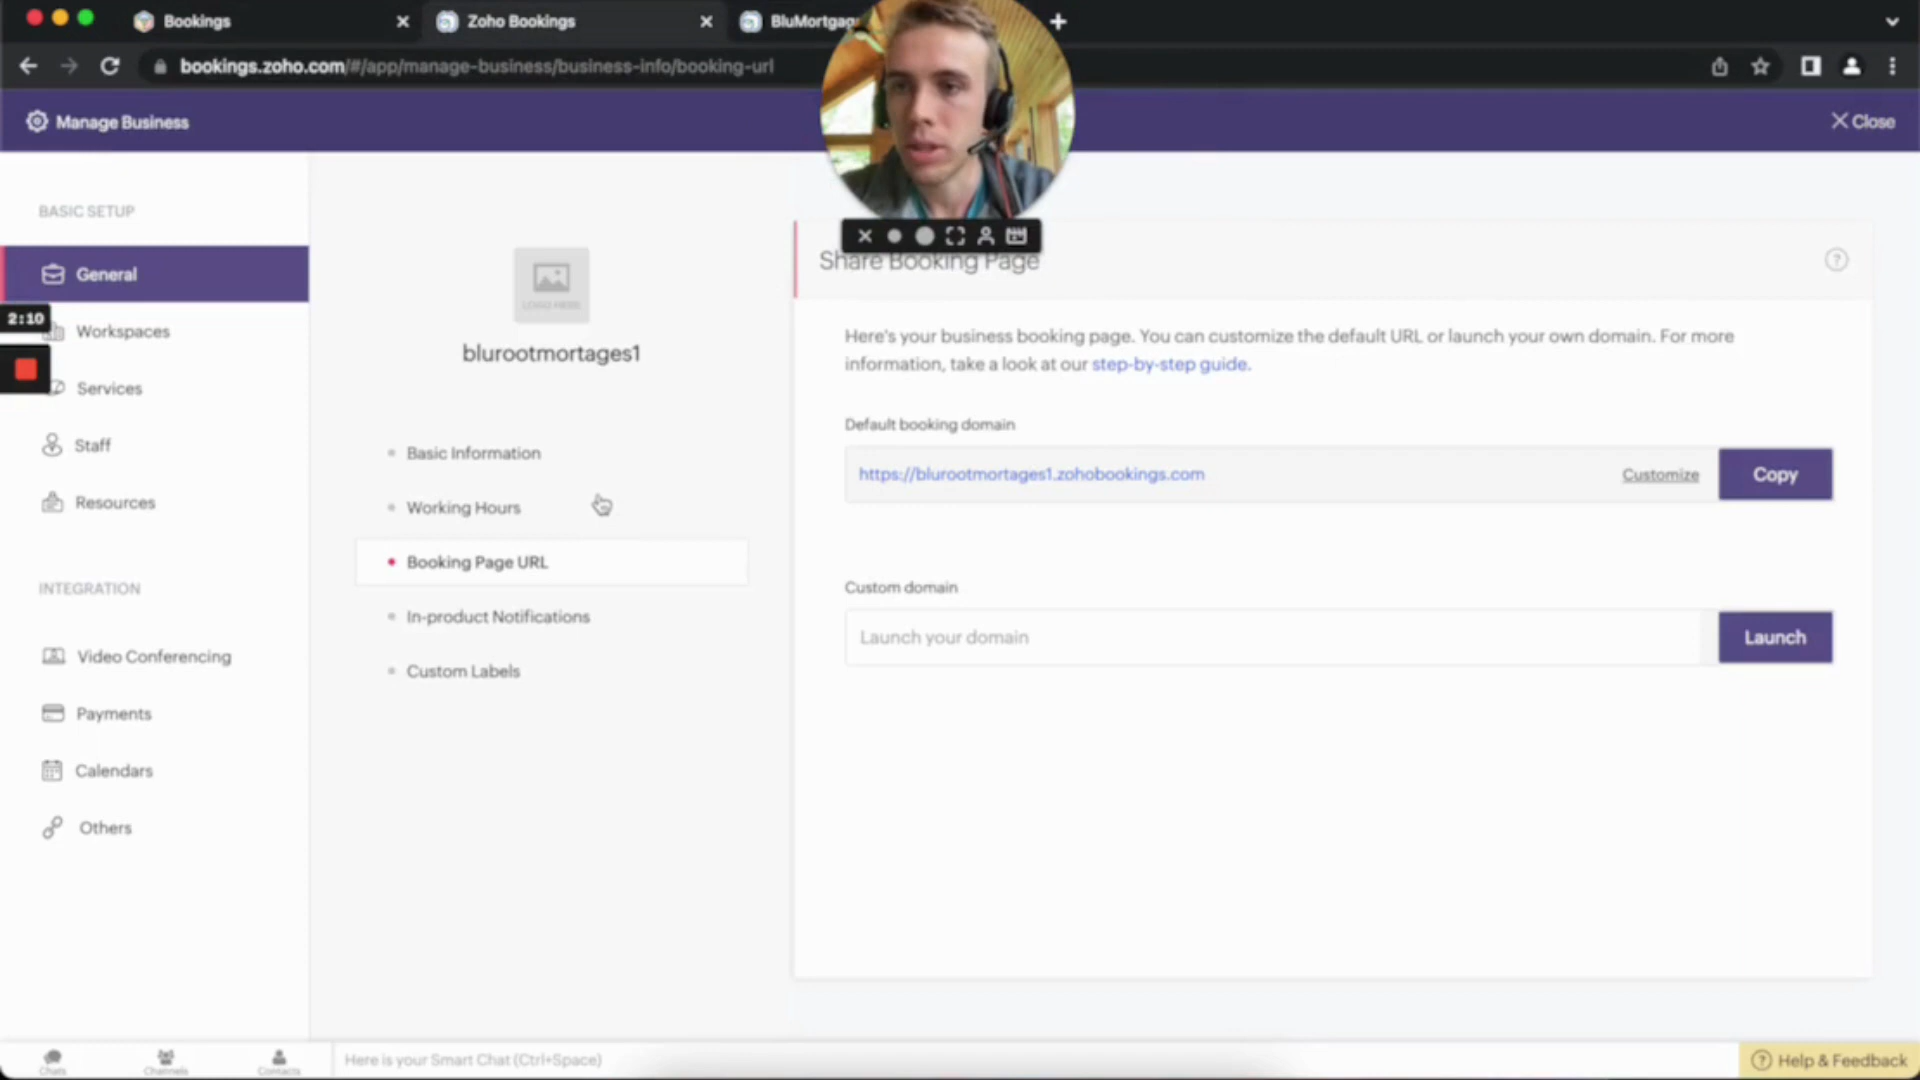 Bookings
Zoho Bookings
BluMortgag
bookings.zoho.com/#/app/manage-business/business-info/booking-url
Manage Business
Close
BASIC SETUP
General
2:10
Workspaces
Services
Staff
Resources
INTEGRATION
Video Conferencing
Payments
Calendars
Others
LOGO HERE
blurootmortages1
Basic Information
Working Hours
Booking Page URL
In-product Notifications
Custom Labels
Share Booking Page
Here's your business booking page. You can customize the default URL or launch your own domain. For more
information, take a look at our step-by-step guide.
Default booking domain
https://blurootmortages1.zohobookings.com
Customize
Copy
Custom domain
Launch your domain
Launch
Chats
Channels
Contacts
Here is your Smart Chat (Ctrl+Space)
Help & Feedback